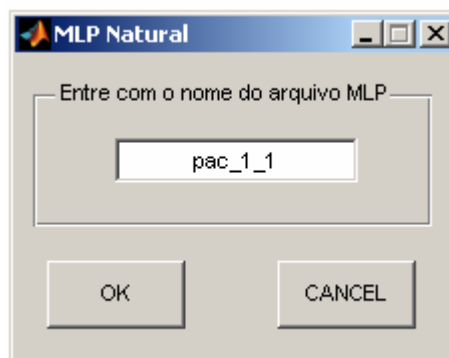 MLP Natural
Entre com o nome do arquivo MLP
pac_1_1
OK
CANCEL